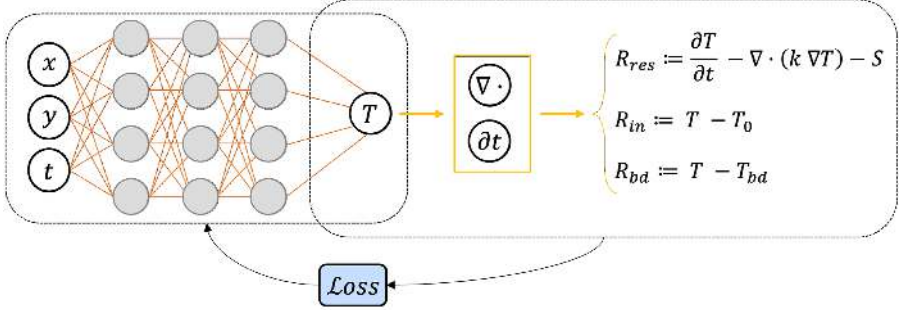 x
y
t
T
∇ ·
∂t
R_res ≔ ∂T/∂t − ∇ · (k ∇T) − S
R_in ≔ T − T_0
R_bd ≔ T − T_bd
ℒoss